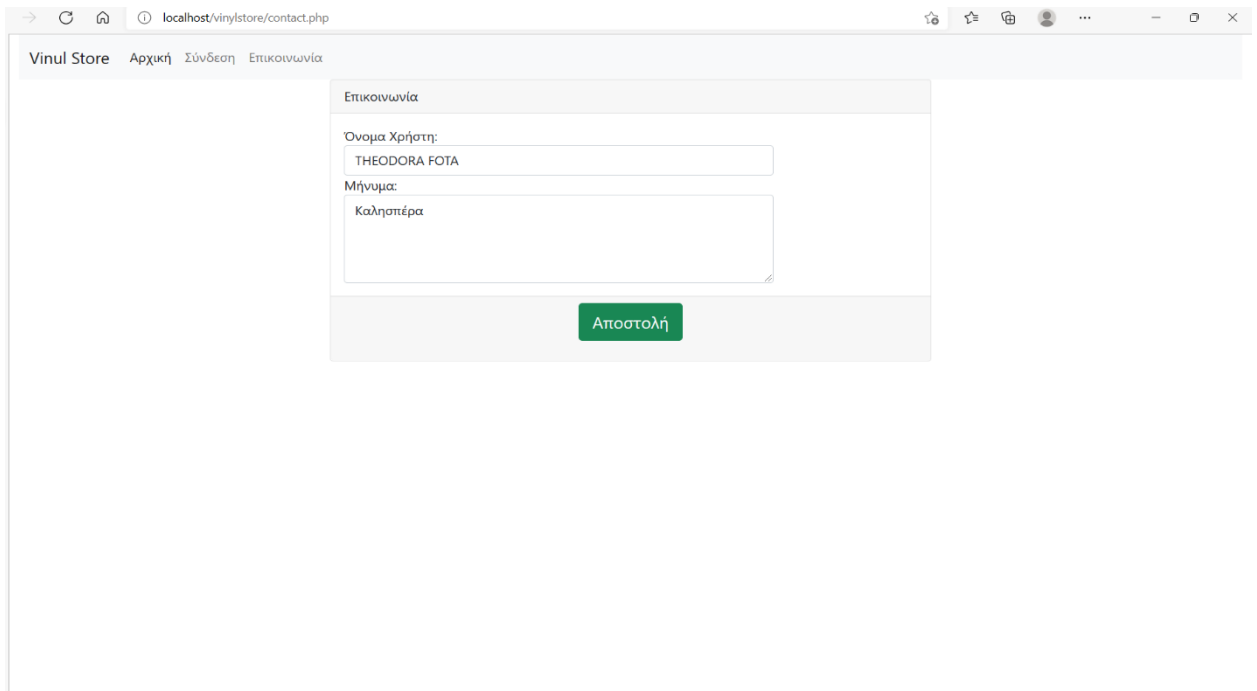 localhost/vinylstore/contact.php
Vinul Store Αρχική Σύνδεση Επικοινωνία
Επικοινωνία
Όνομα Χρήστη:
THEODORA FOTA
Μήνυμα:
Καλησπέρα
Αποστολή